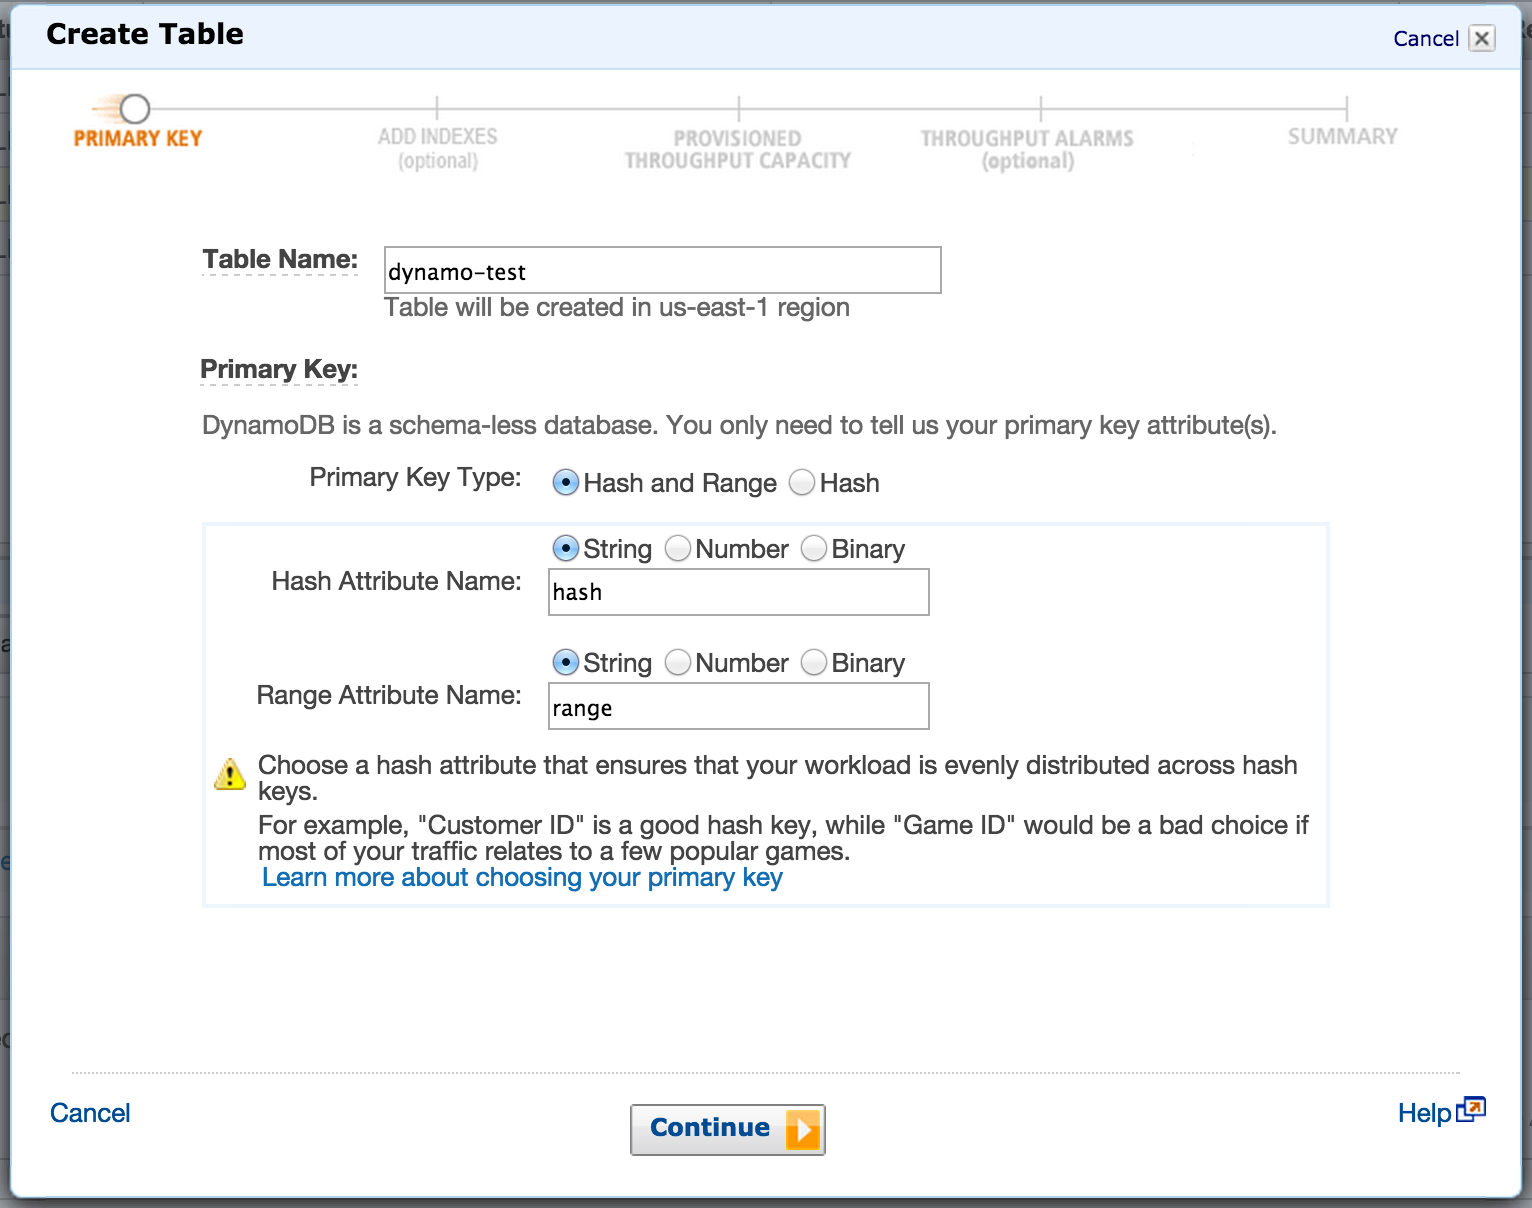 Create Table
Cancel
PRIMARY KEY
ADD INDEXES
(optional)
PROVISIONED
THROUGHPUT CAPACITY
THROUGHPUT ALARMS
(optional)
SUMMARY
Table Name:
dynamo-test
Table will be created in us-east-1 region
Primary Key:
DynamoDB is a schema-less database. You only need to tell us your primary key attribute(s).
Primary Key Type:
Hash and Range Hash
String Number Binary
Hash Attribute Name:
hash
String Number Binary
Range Attribute Name:
range
Choose a hash attribute that ensures that your workload is evenly distributed across hash
keys.
For example, "Customer ID" is a good hash key, while "Game ID" would be a bad choice if
most of your traffic relates to a few popular games.
Learn more about choosing your primary key
Cancel
Continue
Help